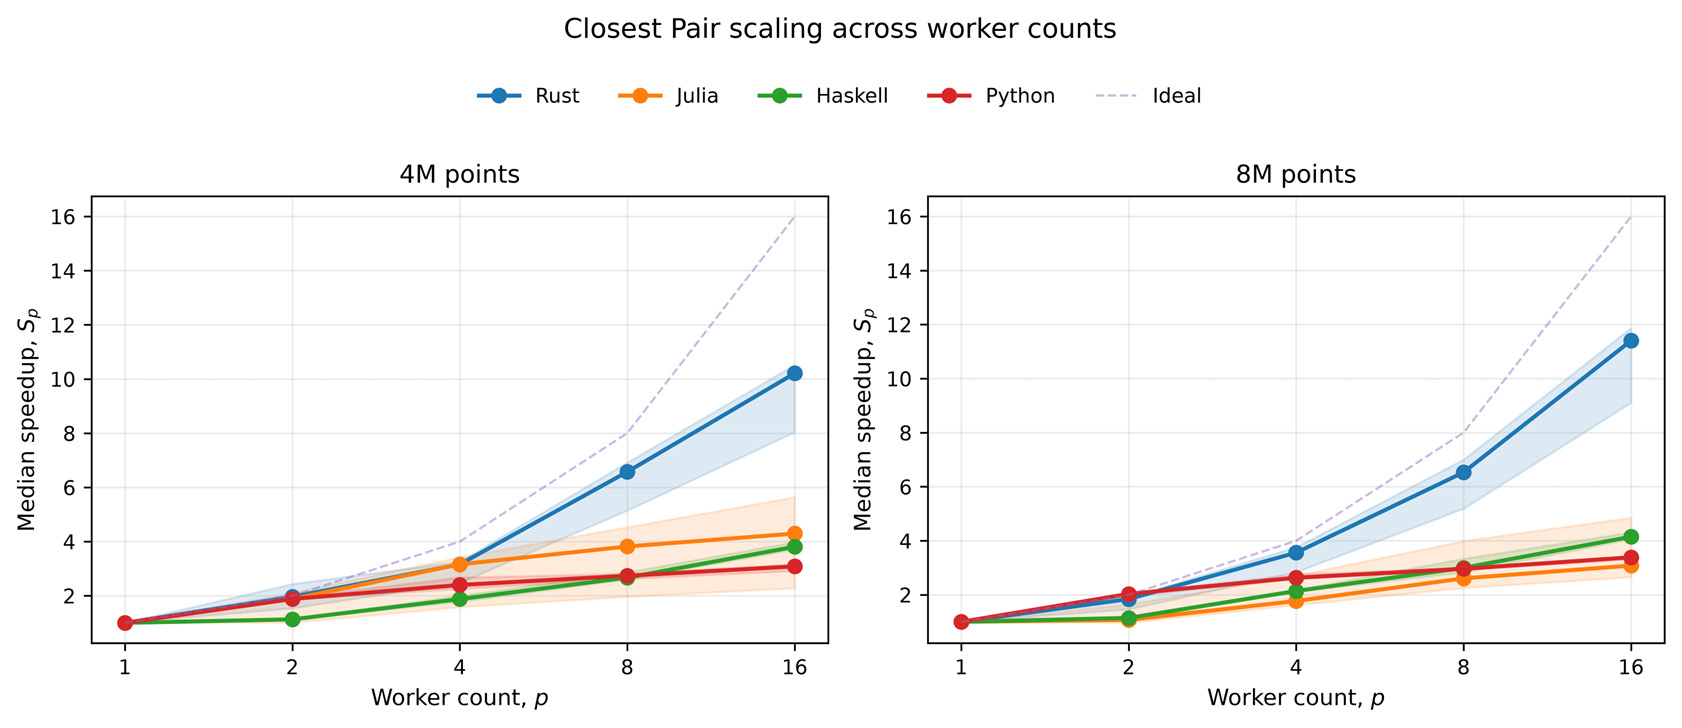 Closest Pair scaling across worker counts
Rust Julia Haskell Python Ideal
4M points
Median speedup, Sₚ
16
14
12
10
8
6
4
2
1 2 4 8 16
Worker count, p
8M points
Median speedup, Sₚ
16
14
12
10
8
6
4
2
1 2 4 8 16
Worker count, p